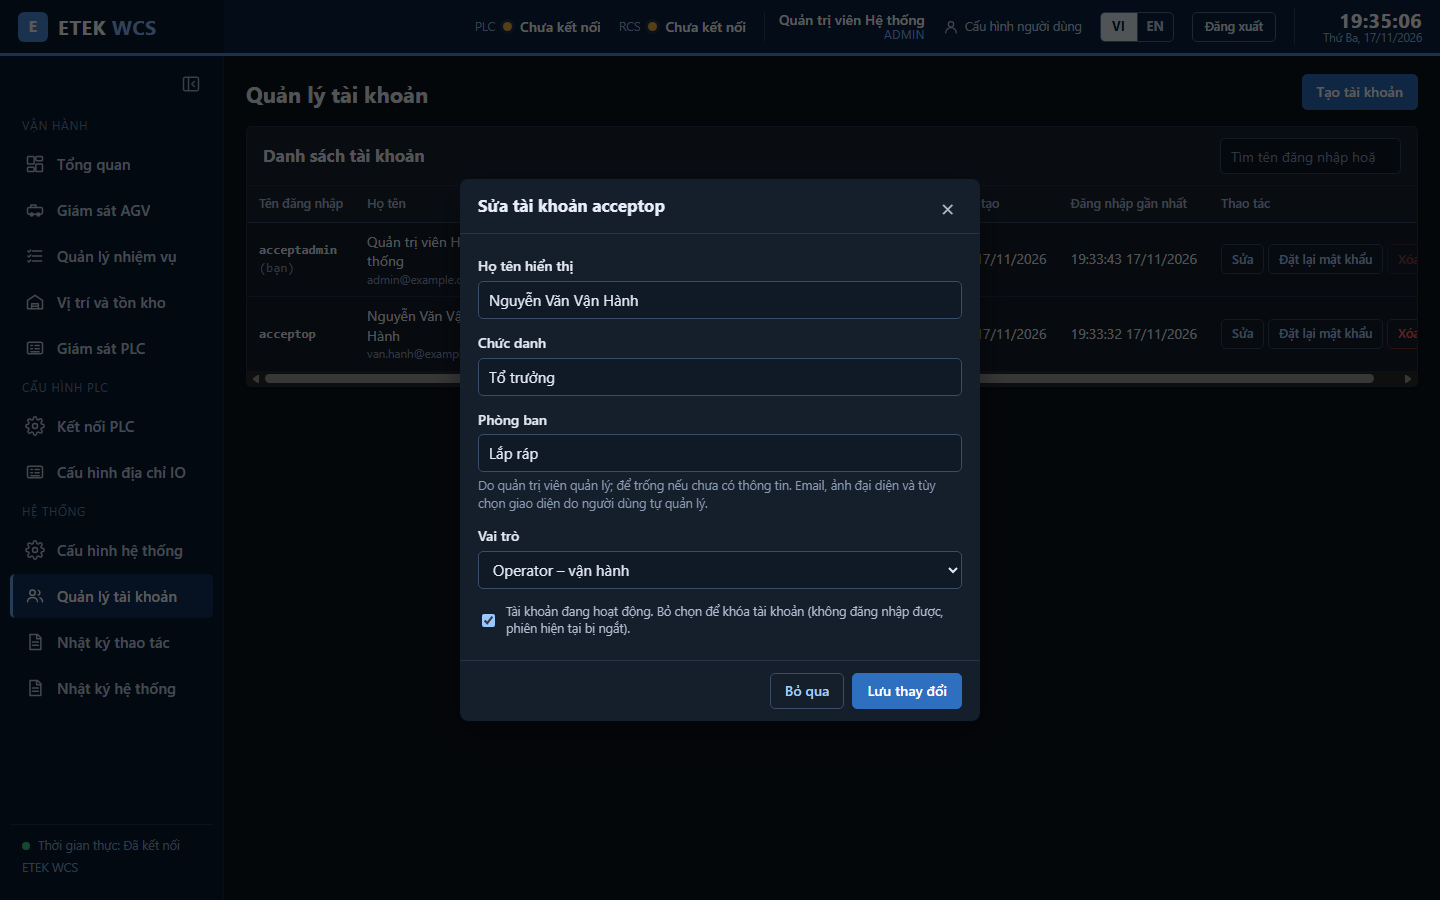 E ETEK WCS
PLC Chưa kết nối RCS Chưa kết nối
Quản trị viên Hệ thống
ADMIN
Cấu hình người dùng
VI EN
Đăng xuất
19:35:06
Thứ Ba, 17/11/2026
VẬN HÀNH
Tổng quan
Giám sát AGV
Quản lý nhiệm vụ
Vị trí và tồn kho
Giám sát PLC
CẤU HÌNH PLC
Kết nối PLC
Cấu hình địa chỉ IO
HỆ THỐNG
Cấu hình hệ thống
Quản lý tài khoản
Nhật ký thao tác
Nhật ký hệ thống
Thời gian thực: Đã kết nối
ETEK WCS
Quản lý tài khoản
Tạo tài khoản
Danh sách tài khoản
Tìm tên đăng nhập hoặ
Tên đăng nhập Họ tên tạo Đăng nhập gần nhất Thao tác
acceptadmin
(bạn)
Quản trị viên H
thống
admin@example.c
17/11/2026 19:33:43 17/11/2026 Sửa Đặt lại mật khẩu Xóa
acceptop
Nguyễn Văn Vậ
Hành
van.hanh@examp
17/11/2026 19:33:32 17/11/2026 Sửa Đặt lại mật khẩu Xóa
Sửa tài khoản acceptop
Họ tên hiển thị
Nguyễn Văn Vận Hành
Chức danh
Tổ trưởng
Phòng ban
Lắp ráp
Do quản trị viên quản lý; để trống nếu chưa có thông tin. Email, ảnh đại diện và tùy
chọn giao diện do người dùng tự quản lý.
Vai trò
Operator – vận hành
Tài khoản đang hoạt động. Bỏ chọn để khóa tài khoản (không đăng nhập được,
phiên hiện tại bị ngắt).
Bỏ qua
Lưu thay đổi